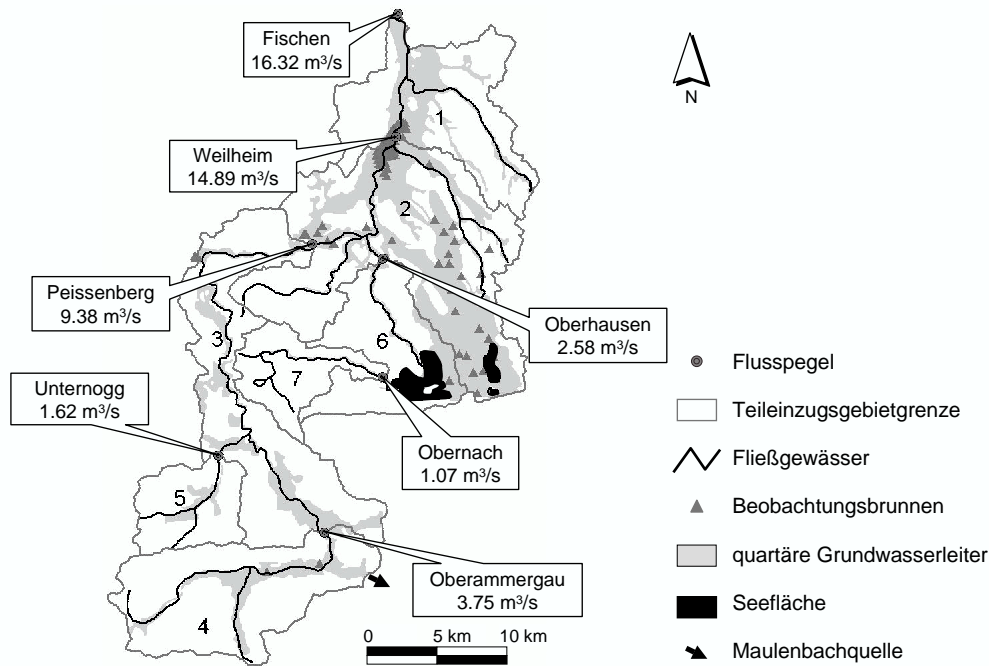 Fischen
16.32 m³/s
N
1
Weilheim
14.89 m³/s
2
Peissenberg
9.38 m³/s
3
Oberhausen
2.58 m³/s
6
7
Unternogg
1.62 m³/s
Obernach
1.07 m³/s
5
Oberammergau
3.75 m³/s
4
0 5 km 10 km
Flusspegel
Teileinzugsgebietgrenze
Fließgewässer
Beobachtungsbrunnen
quartäre Grundwasserleiter
Seefläche
Maulenbachquelle